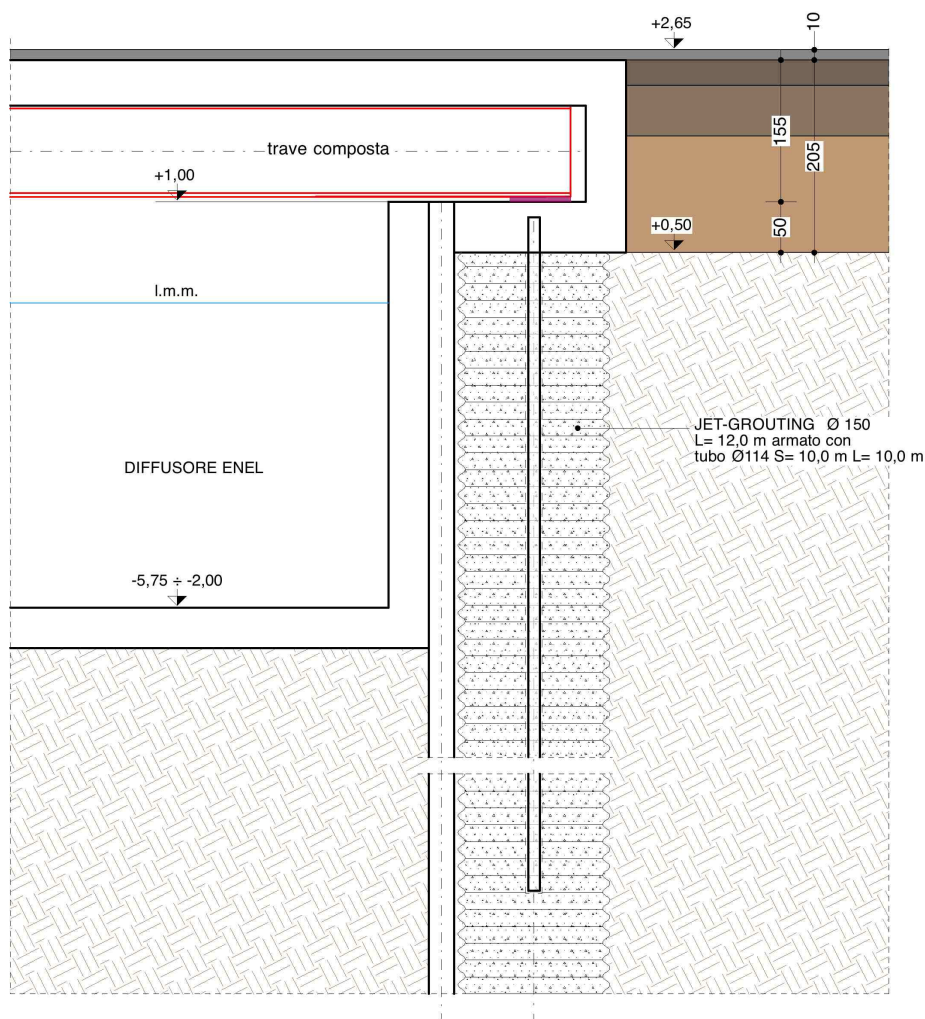 +2,65
10
155
205
trave composta
+1,00
50
+0,50
l.m.m.
JET-GROUTING Ø 150
L= 12,0 m armato con
tubo Ø114 S= 10,0 m L= 10,0 m
DIFFUSORE ENEL
-5,75 ÷ -2,00